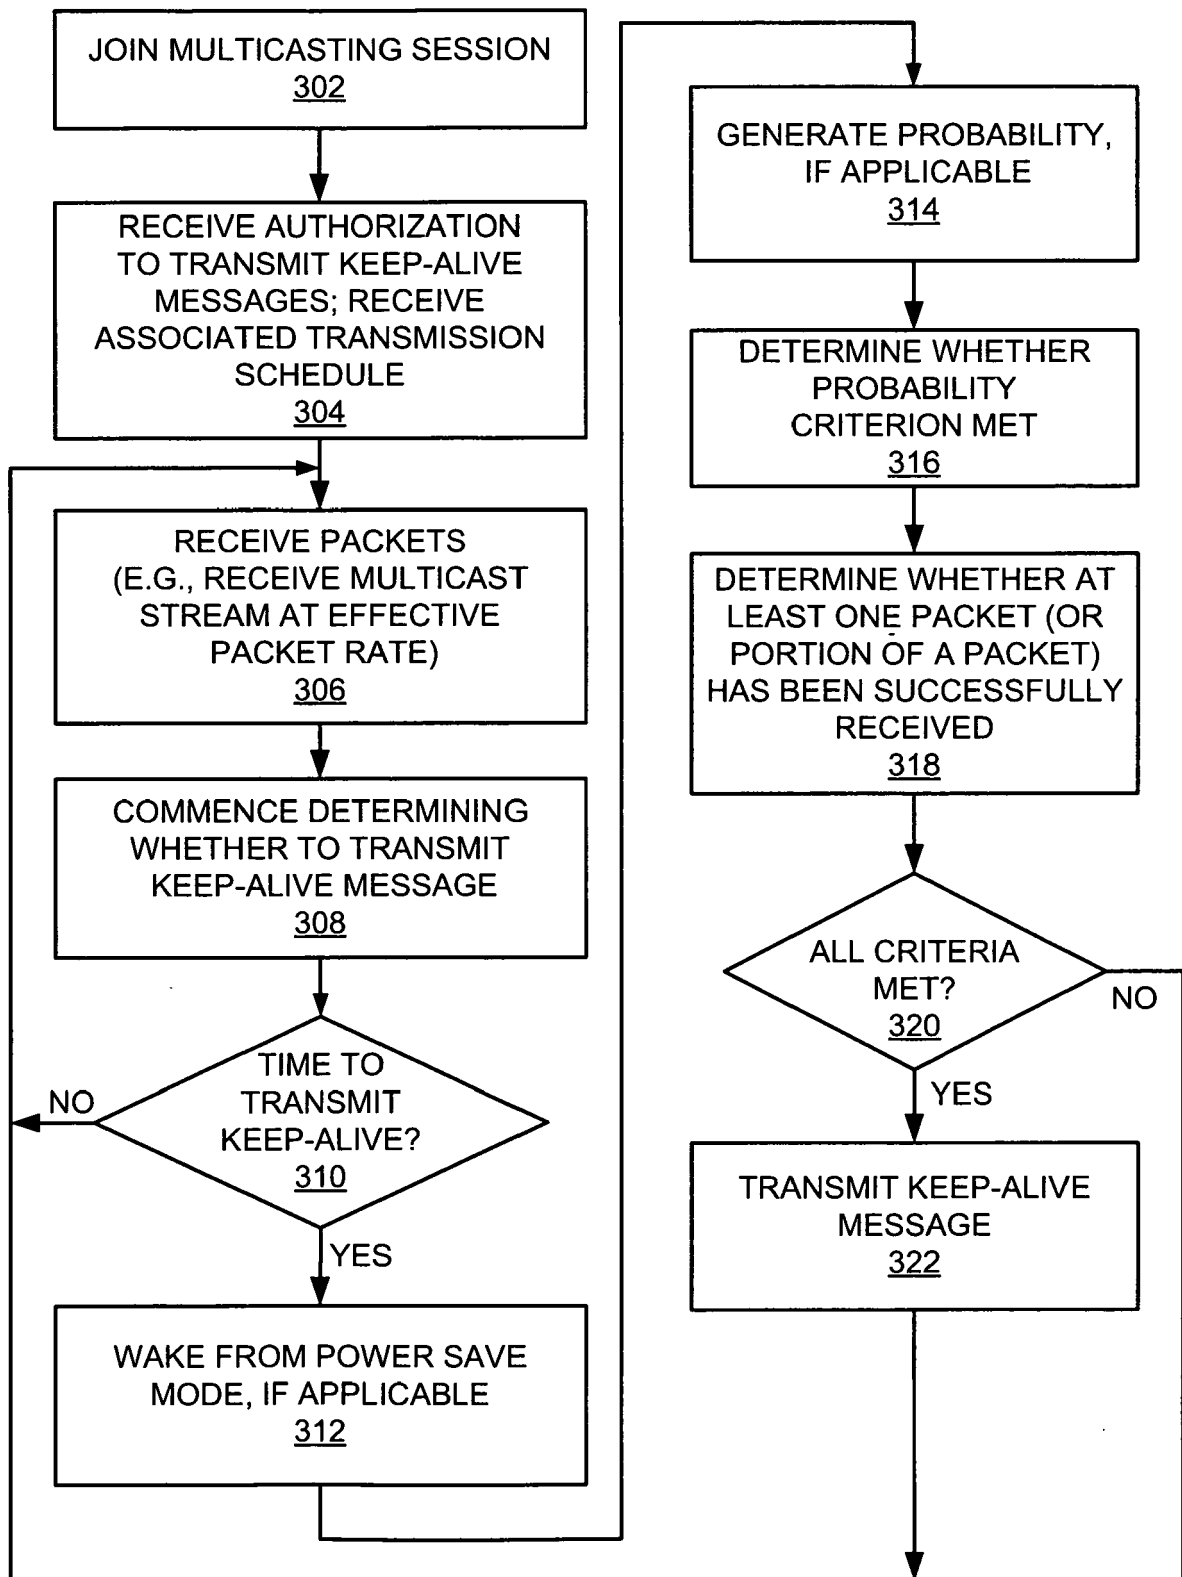 JOIN MULTICASTING SESSION
302
RECEIVE AUTHORIZATION
TO TRANSMIT KEEP-ALIVE
MESSAGES; RECEIVE
ASSOCIATED TRANSMISSION
SCHEDULE
304
RECEIVE PACKETS
(E.G., RECEIVE MULTICAST
STREAM AT EFFECTIVE
PACKET RATE)
306
COMMENCE DETERMINING
WHETHER TO TRANSMIT
KEEP-ALIVE MESSAGE
308
TIME TO
TRANSMIT
KEEP-ALIVE?
310
NO
YES
WAKE FROM POWER SAVE
MODE, IF APPLICABLE
312
GENERATE PROBABILITY,
IF APPLICABLE
314
DETERMINE WHETHER
PROBABILITY
CRITERION MET
316
DETERMINE WHETHER AT
LEAST ONE PACKET (OR
PORTION OF A PACKET)
HAS BEEN SUCCESSFULLY
RECEIVED
318
ALL CRITERIA
MET?
320
NO
YES
TRANSMIT KEEP-ALIVE
MESSAGE
322